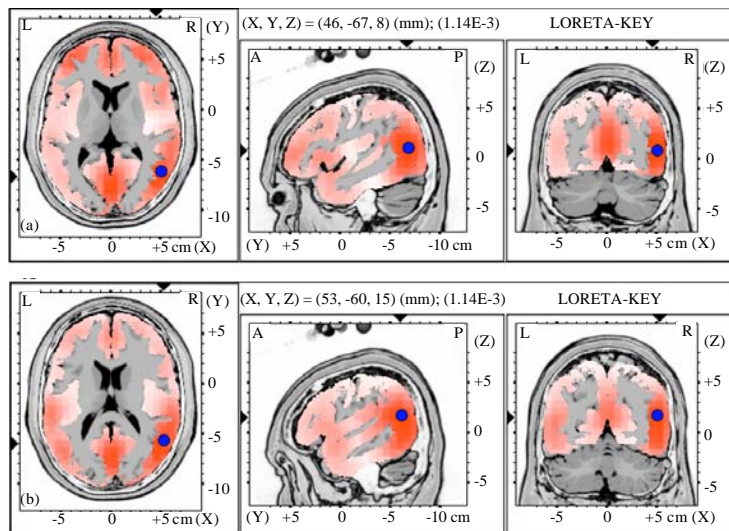 (X, Y, Z) = (46, -67, 8) (mm); (1.14E-3) LORETA-KEY
L R (Y) A P (Z) L R (Z)
+5 +5 +5
0 0 0
-5 -5 -5
-10
(a)
-5 0 +5 cm (X) (Y) +5 0 -5 -10 cm -5 0 +5 cm (X)
(X, Y, Z) = (53, -60, 15) (mm); (1.14E-3) LORETA-KEY
L R (Y) A P (Z) L R (Z)
+5 +5 +5
0 0 0
-5 -5 -5
-10
(b)
-5 0 +5 cm (X) (Y) +5 0 -5 -10 cm -5 0 +5 cm (X)